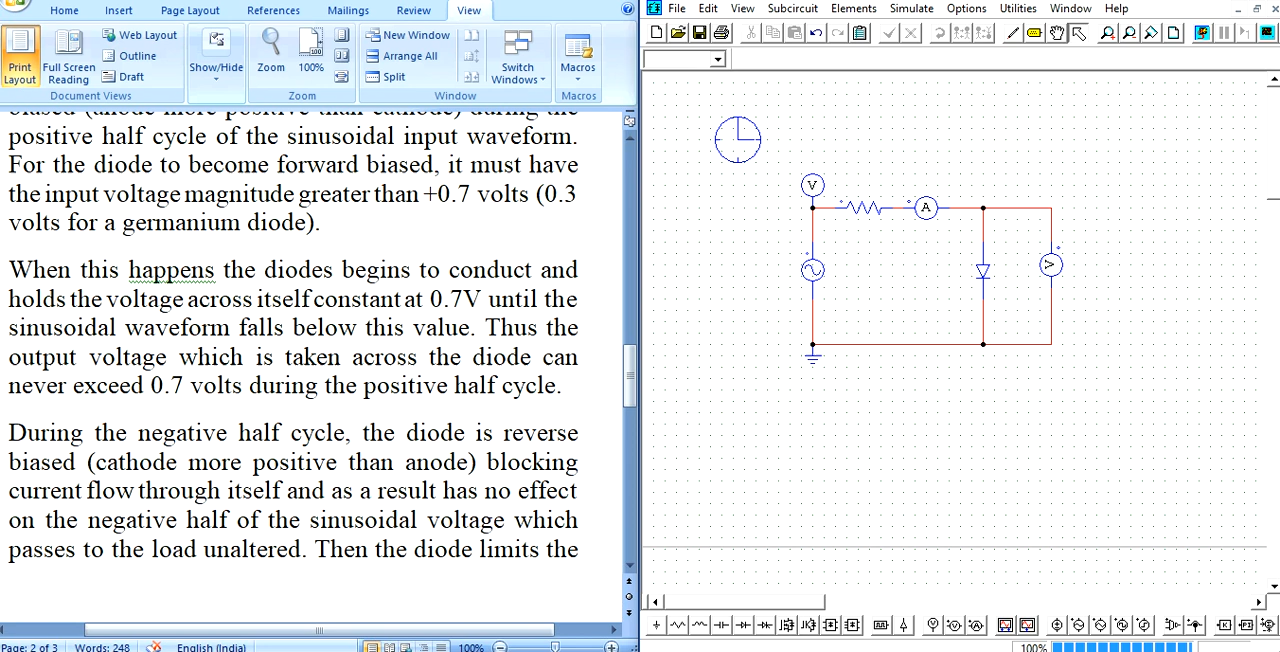 Home Insert Page Layout References Mailings Review View
File Edit View Subcircuit Elements Simulate Options Utilities Window Help
Print Layout
Full Screen Reading
Web Layout
Outline
Draft
Document Views
Show/Hide
Zoom
100%
Zoom
New Window
Arrange All
Split
Switch Windows
Window
Macros
Macros
biased (anode more positive than cathode) during the
positive half cycle of the sinusoidal input waveform.
For the diode to become forward biased, it must have
the input voltage magnitude greater than +0.7 volts (0.3
volts for a germanium diode).
When this happens the diodes begins to conduct and
holds the voltage across itself constant at 0.7V until the
sinusoidal waveform falls below this value. Thus the
output voltage which is taken across the diode can
never exceed 0.7 volts during the positive half cycle.
During the negative half cycle, the diode is reverse
biased (cathode more positive than anode) blocking
current flow through itself and as a result has no effect
on the negative half of the sinusoidal voltage which
passes to the load unaltered. Then the diode limits the
V
A
V
Page: 2 of 3 Words: 248 English (India) 100%
100%